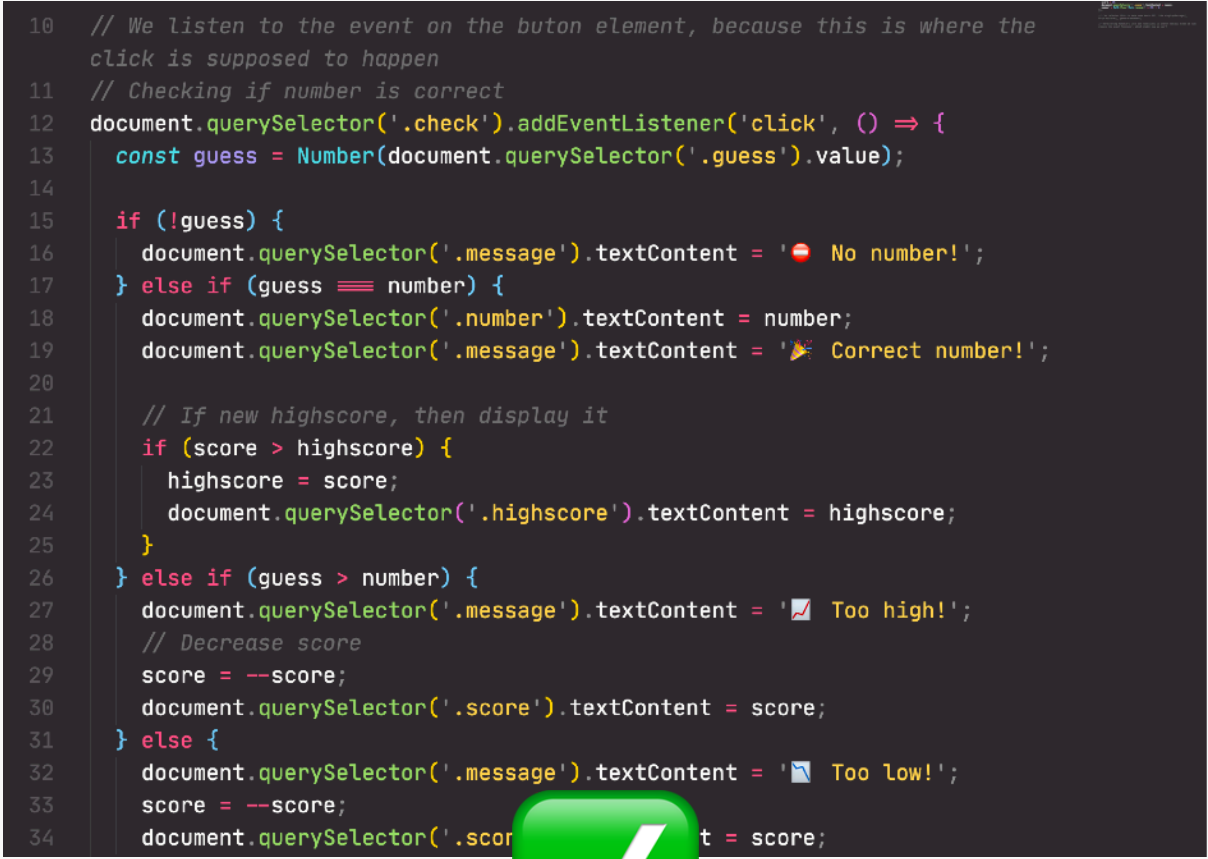 10 // We listen to the event on the buton element, because this is where the
click is supposed to happen
11 // Checking if number is correct
12 document.querySelector('.check').addEventListener('click', () => {
13 const guess = Number(document.querySelector('.guess').value);
14
15 if (!guess) {
16 document.querySelector('.message').textContent = '⛔ No number!';
17 } else if (guess === number) {
18 document.querySelector('.number').textContent = number;
19 document.querySelector('.message').textContent = '🎉 Correct number!';
20
21 // If new highscore, then display it
22 if (score > highscore) {
23 highscore = score;
24 document.querySelector('.highscore').textContent = highscore;
25 }
26 } else if (guess > number) {
27 document.querySelector('.message').textContent = '📈 Too high!';
28 // Decrease score
29 score = --score;
30 document.querySelector('.score').textContent = score;
31 } else {
32 document.querySelector('.message').textContent = '📉 Too low!';
33 score = --score;
34 document.querySelector('.scor t = score;